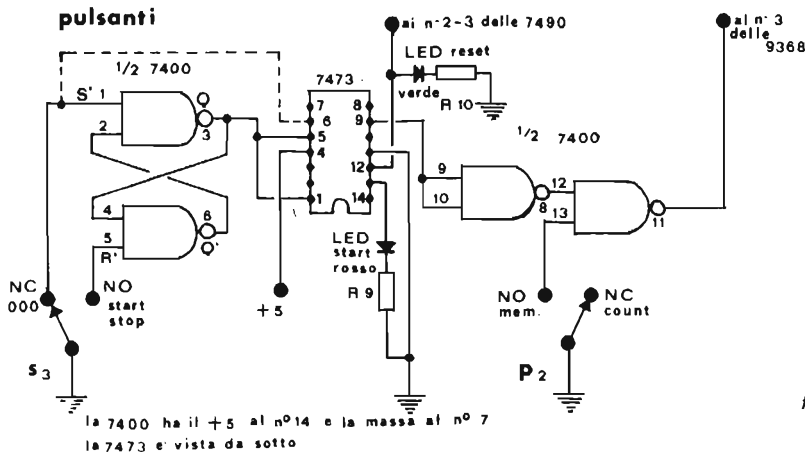 pulsanti
ai n° 2-3 delle 7490
al n° 3
delle
9368
LED reset
verde
R 10
1/2 7400
7473
1/2 7400
S' 1
2
Q
3
4
5
R'
6
Q'
7
6
5
4
1
8
9
12
14
9
10
8
12
13
11
NC
000
NO
start
stop
+5
LED
start
rosso
R 9
NO
mem.
NC
count
S3
P2
la 7400 ha il +5 al n° 14 e la massa al n° 7
la 7473 e' vista da sotto